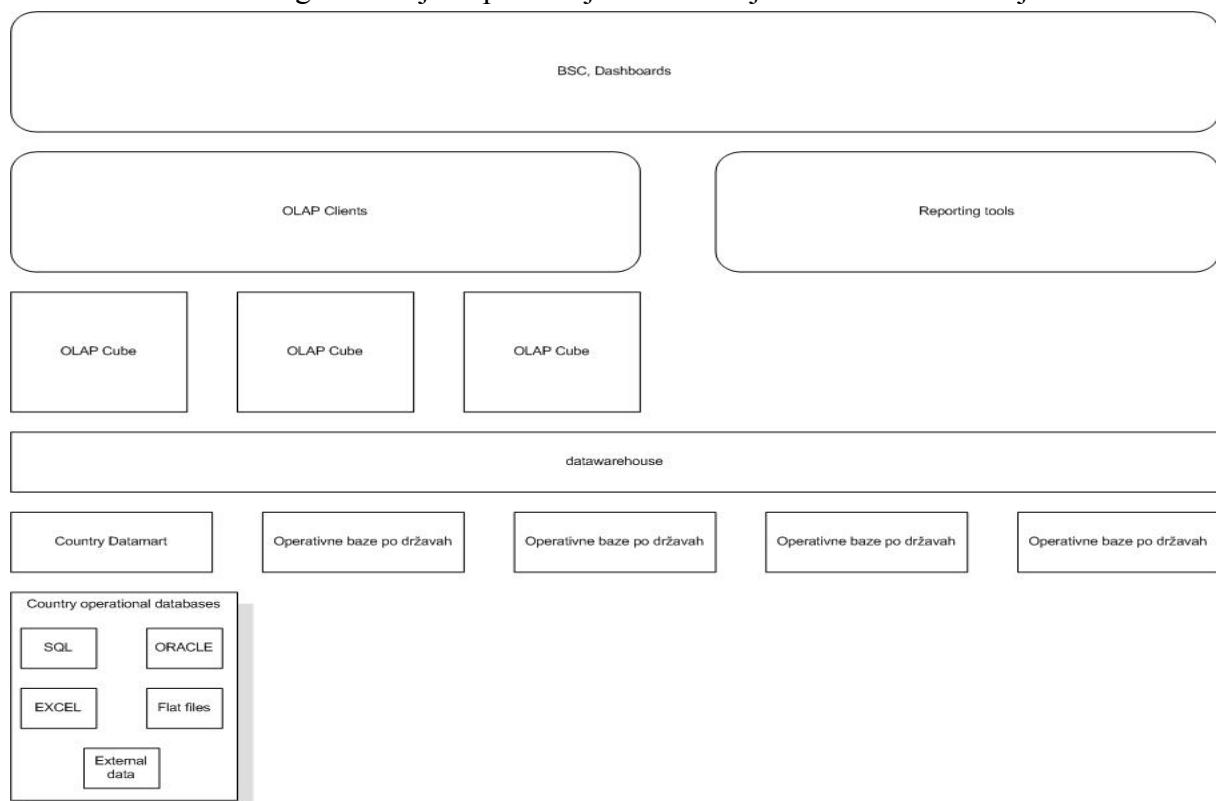 BSC, Dashboards
OLAP Clients
Reporting tools
OLAP Cube
OLAP Cube
OLAP Cube
datawarehouse
Country Datamart
Operativne baze po državah
Operativne baze po državah
Operativne baze po državah
Operativne baze po državah
Country operational databases
SQL
ORACLE
EXCEL
Flat files
External
data